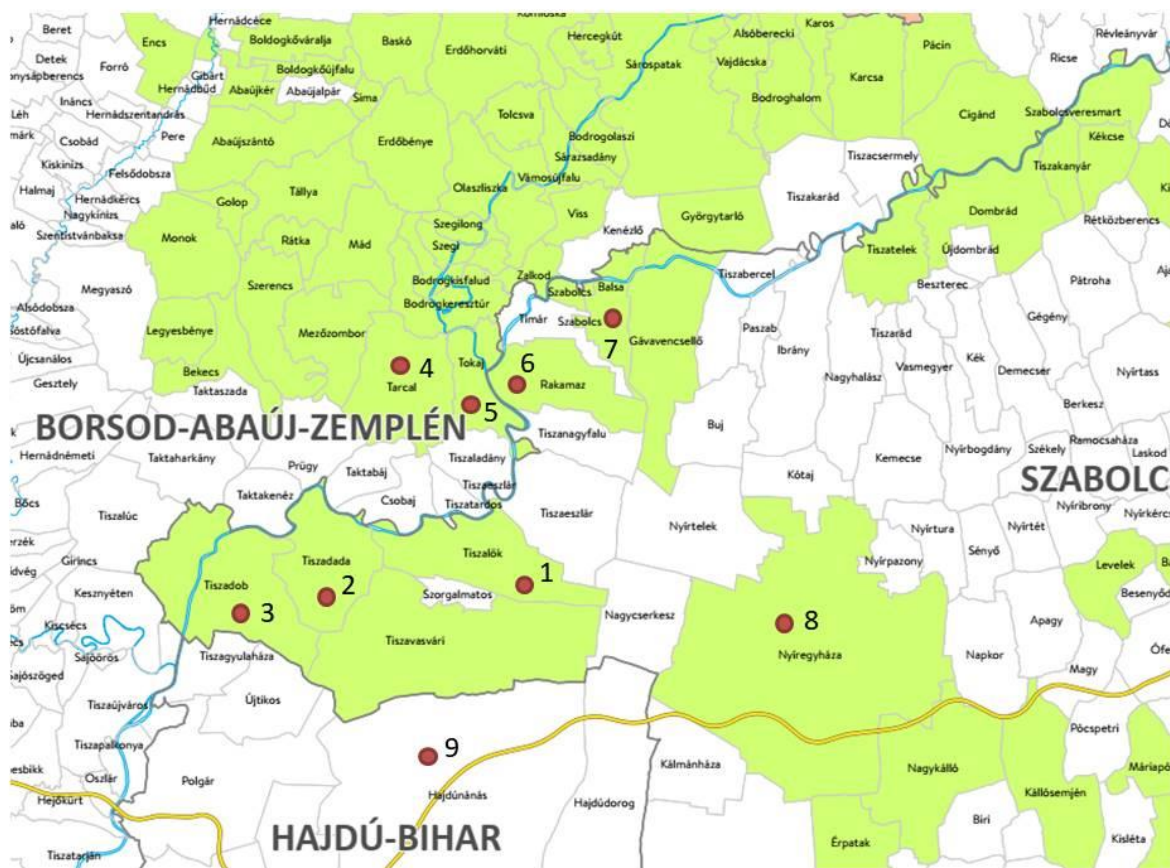 Beret
Hernádcéce
Encs
Boldogkőváralja
Baskó
Erdőhorváti
Komlóska
Hercegkút
Alsóberecki
Karos
Pácin
Révleányvár
Ricse
Detek
Forró
Gibárt
Hernádbűd
Boldogkőújfalu
Abaújkér
Abaújalpár
Sima
Sárospatak
Vajdácska
Karcsa
Ináncs
Hernádszentandrás
Pere
Csobád
Bodroghalom
Cigánd
Szabolcsveresmart
Kékcse
Tolcsva
Abaújszántó
Erdőbénye
Bodrogolaszi
Sárazsadány
Vámosújfalu
Kiskinizs
Felsődobsza
Halmaj
Hernádkércs
Nagykinizs
Szentistvánbaksa
Olaszliszka
Tiszacsermely
Tiszakarád
Tiszakanyár
Tállya
Golop
Monok
Rátka
Mád
Szegilong
Szegi
Viss
Kenézlő
Györgytarló
Dombrád
Rétközberencs
Tiszatelek
Újdombrád
Megyaszó
Szerencs
Bodrogkisfalud
Bodrogkeresztúr
Zalkod
Szabolcs
Balsa
Tiszabercel
Beszterec
Pátroha
Alsódobsza
Legyesbénye
Mezőzombor
Timár
Szabolcs
7
Gávavencsellő
Paszab
Ibrány
Tiszarád
Gégény
Újcsanálos
Gesztely
Bekecs
Taktaszada
Tarcal
4
Tokaj
5
6
Rakamaz
Nagyhalász
Vasmegyer
Kék
Demecser
Nyírtass
Berkesz
BORSOD-ABAÚJ-ZEMPLÉN
Tiszanagyfalu
Buj
Hernádnémeti
Taktaharkány
Prügy
Taktabáj
Tiszaladány
Kótaj
Kemecse
Nyírbogdány
Székely
Ramocsaháza
Laskod
SZABOLC
Bőcs
Taktakenéz
Csobaj
Tiszaeszlár
Tiszatardos
Tiszalúc
Tiszaeszlár
Nyírtelek
Nyírtura
Nyírtét
Nyíribrony
Nyírkércs
Girincs
Tiszadob
3
Tiszadada
2
Tiszalök
1
Szorgalmatos
Nyírpazony
Sényő
Levelek
Besenyőd
Kesznyéten
Kiscsécs
Nagycserkesz
8
Nyíregyháza
Apagy
Sajóörös
Sajószöged
Tiszagyulaháza
Tiszavasvári
Napkor
Magy
Újtikos
Tiszaújváros
Tiszapalkonya
Oszlár
Hejőkürt
Tiszatarján
Polgár
9
Hajdúnánás
Hajdúdorog
Kálmánháza
Nagykálló
Pócspetri
Kállósemjén
Biri
Érpatak
Kisléta
HAJDÚ-BIHAR